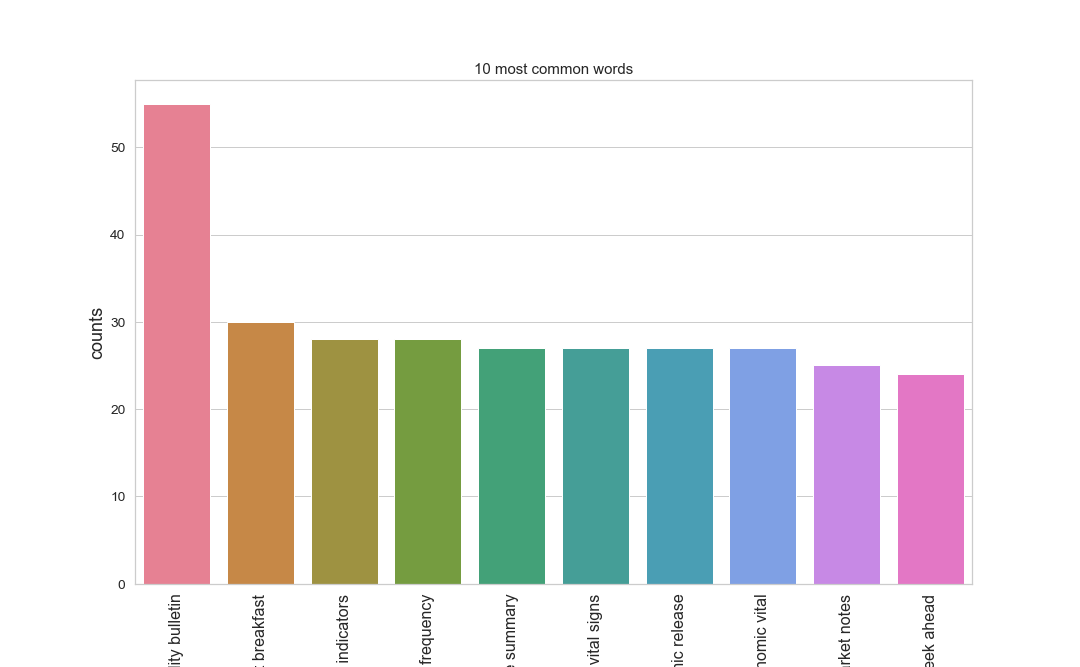 10 most common words
counts
50
40
30
20
10
0
bulletin
breakfast
indicators
frequency
summary
vital signs
release
vital
notes
ahead